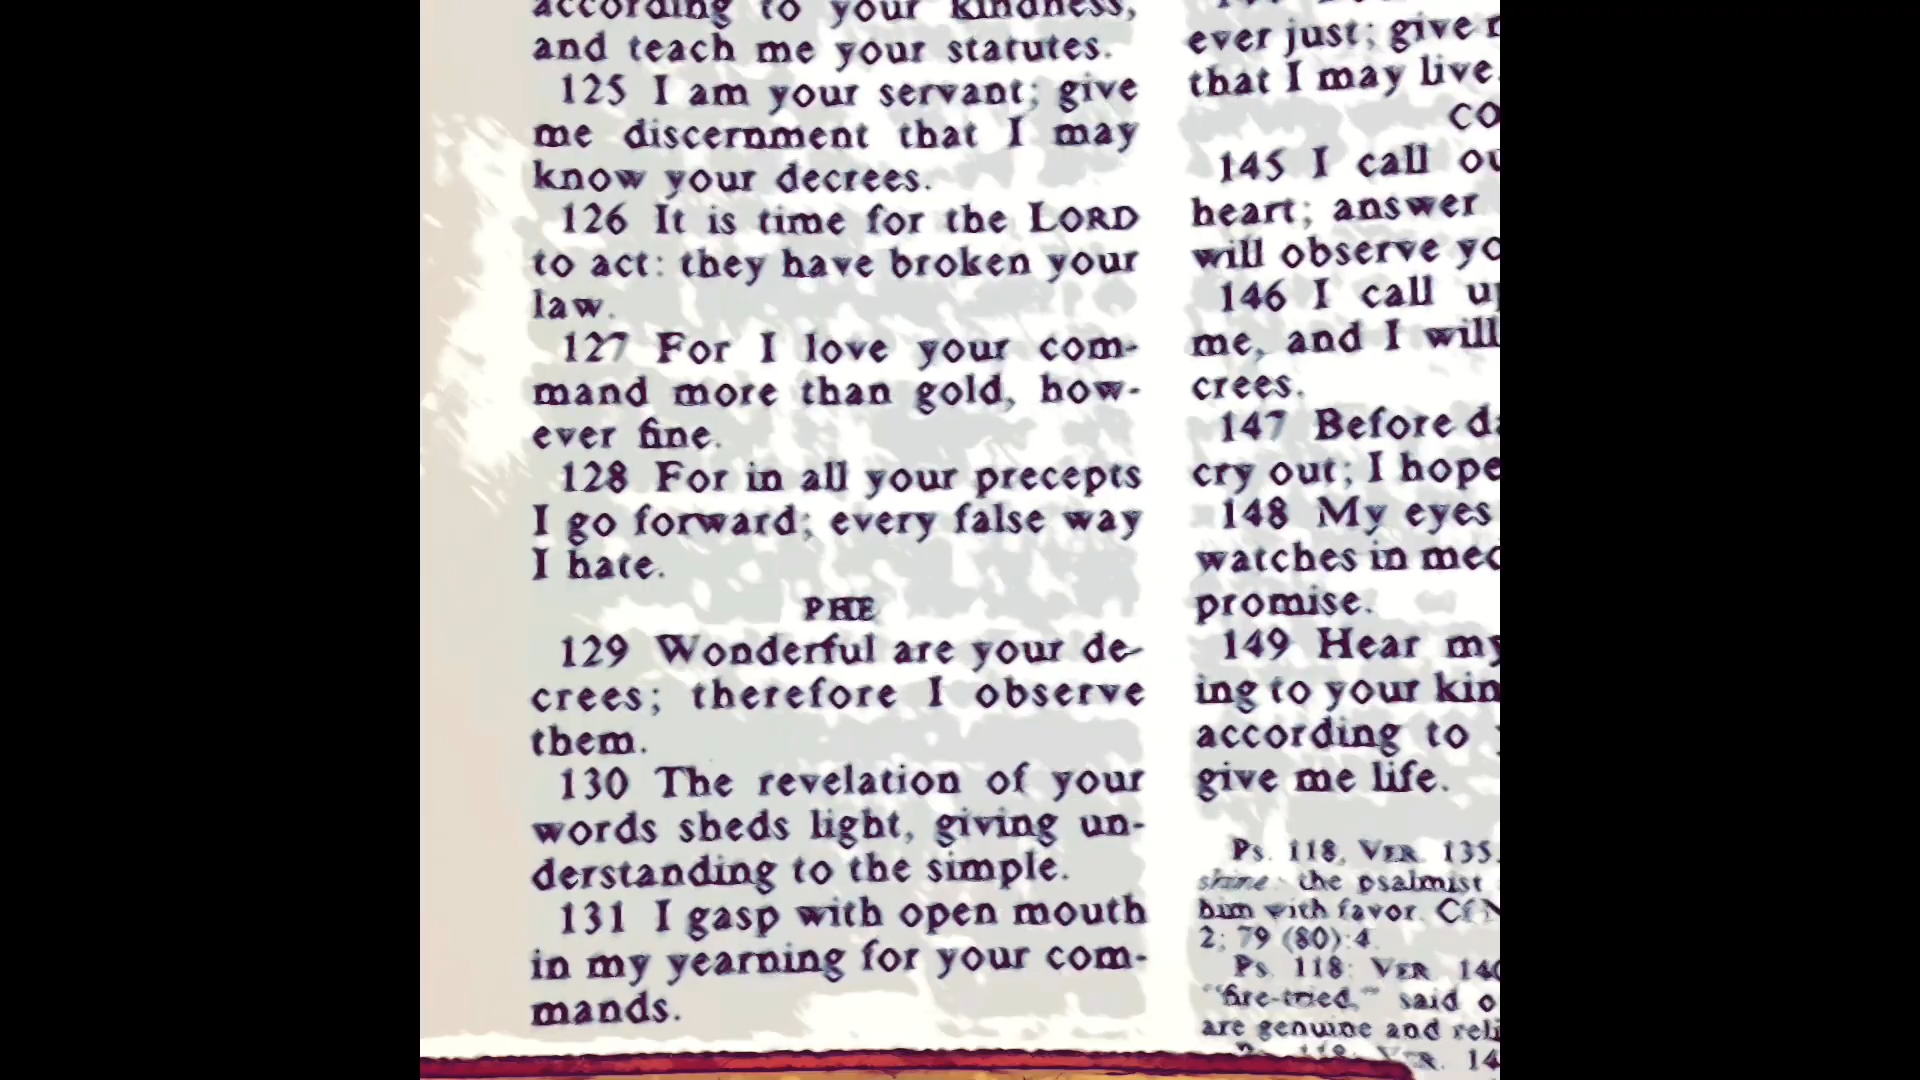 according to your kindness,
and teach me your statutes.
125 I am your servant; give
me discernment that I may
know your decrees.
126 It is time for the LORD
to act: they have broken your
law.
127 For I love your com-
mand more than gold, how-
ever fine.
128 For in all your precepts
I go forward; every false way
I hate.
PHE
129 Wonderful are your de-
crees; therefore I observe
them.
130 The revelation of your
words sheds light, giving un-
derstanding to the simple.
131 I gasp with open mouth
in my yearning for your com-
mands.
ever just; give
that I may live
145 I call
heart; answer
will observe
146 I call
me, and I will
crees.
147 Before
cry out; I hope
148 My eyes
watches in
promise.
149 Hear my
ing to your
according to
give me life.
Ps. 118, VER. 135.
shine: the psalmist
him with favor. Cf
2; 79 (80):4.
Ps. 118: VER.
"fire-tried," said
are genuine and